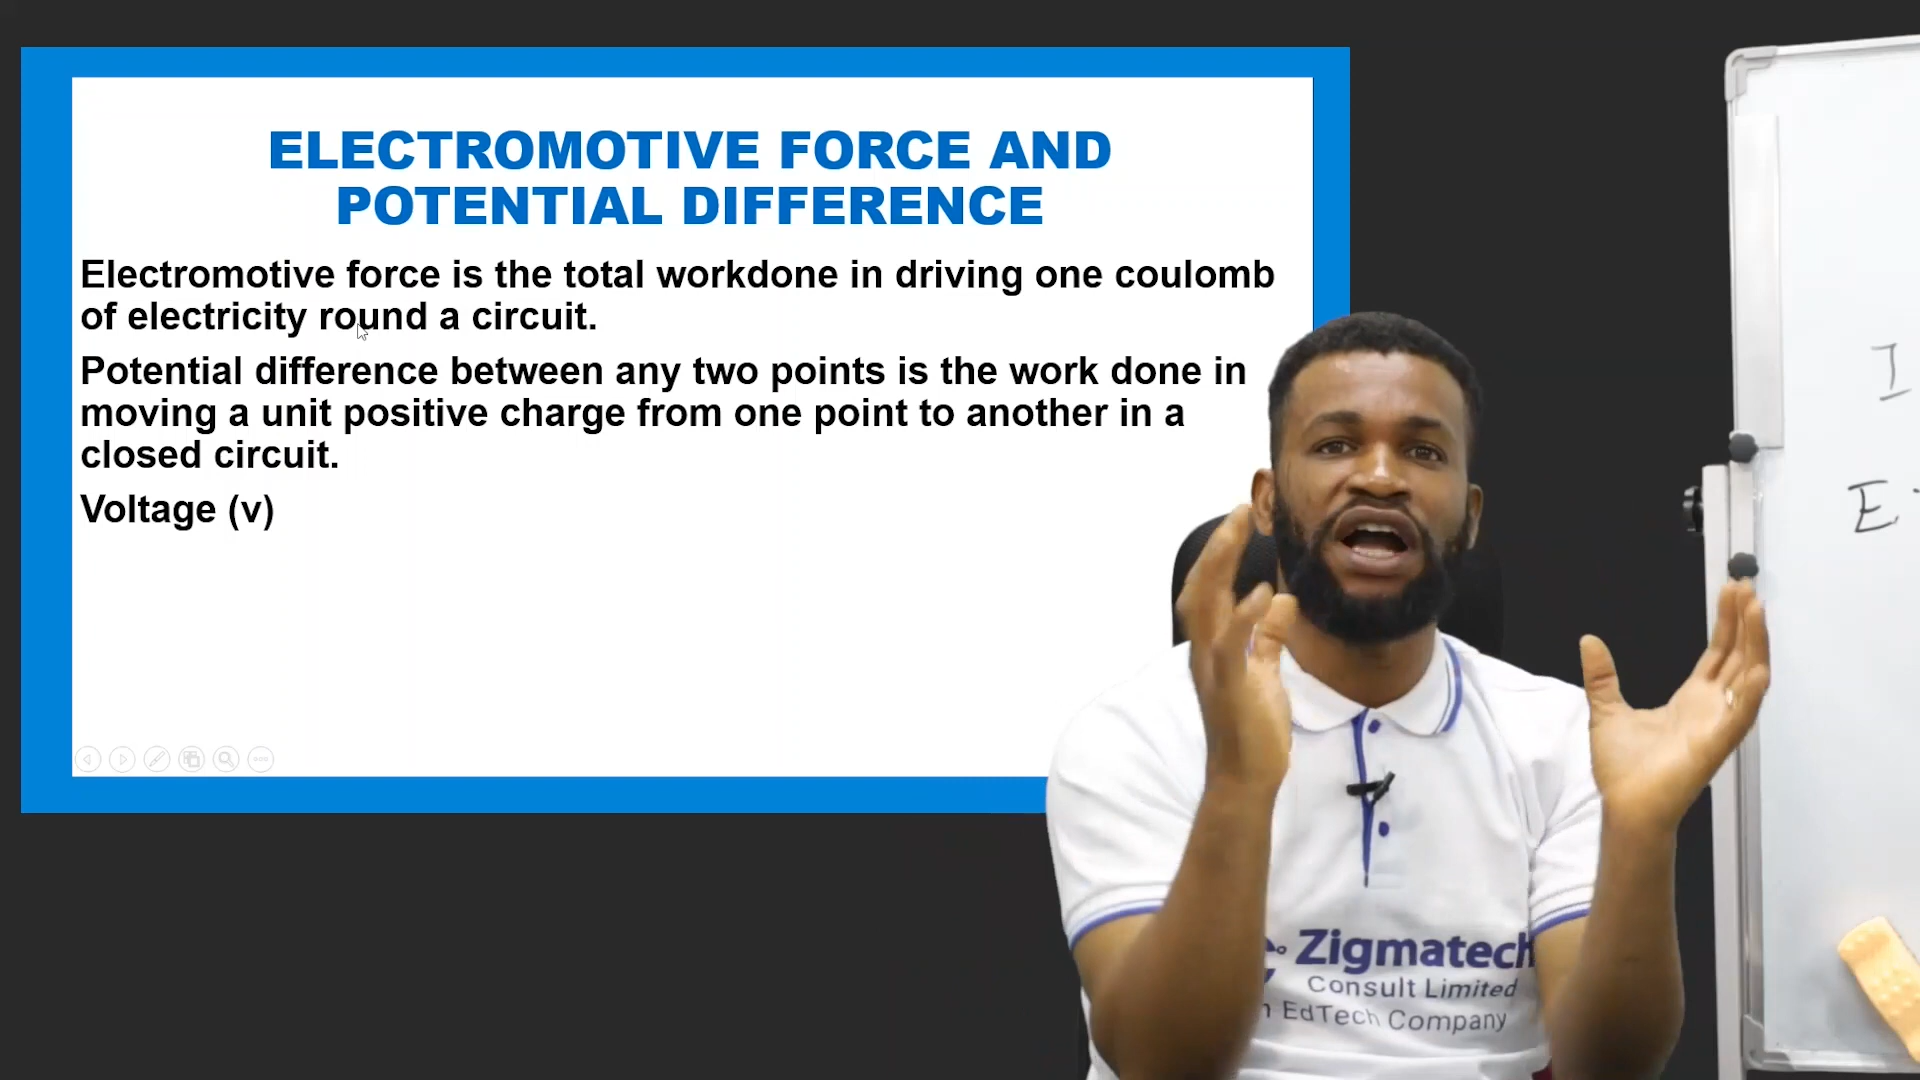 ELECTROMOTIVE FORCE AND
POTENTIAL DIFFERENCE
Electromotive force is the total workdone in driving one coulomb
of electricity round a circuit.
Potential difference between any two points is the work done in
moving a unit positive charge from one point to another in a
closed circuit.
Voltage (v)
I
E
Zigmatech
Consult Limited
EdTech Company